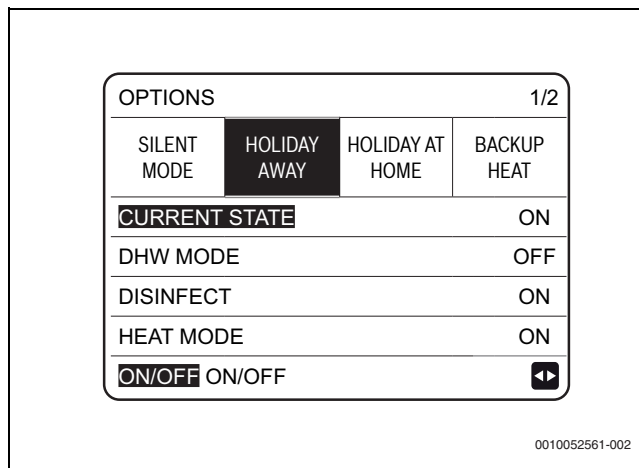 OPTIONS 1/2
SILENT MODE HOLIDAY AWAY HOLIDAY AT HOME BACKUP HEAT
CURRENT STATE ON
DHW MODE OFF
DISINFECT ON
HEAT MODE ON
ON/OFF ON/OFF
0010052561-002